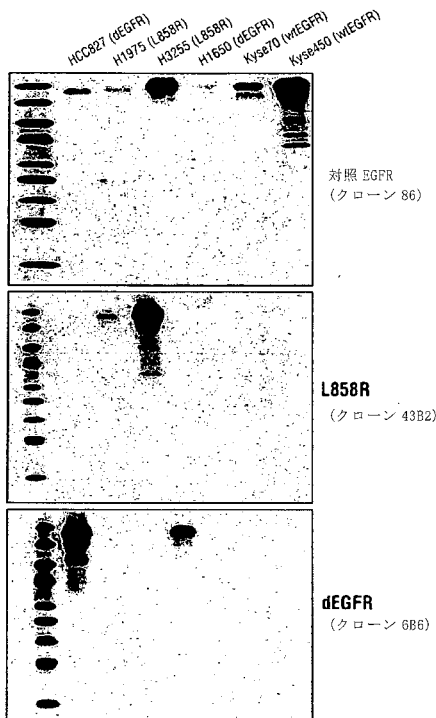 HCC827 (dEGFR)
H1975 (L858R)
H3255 (L858R)
H1650 (dEGFR)
Kyse70 (wtEGFR)
Kyse450 (wtEGFR)
対照 EGFR
(クローン 86)
L858R
(クローン 43B2)
dEGFR
(クローン 6B6)